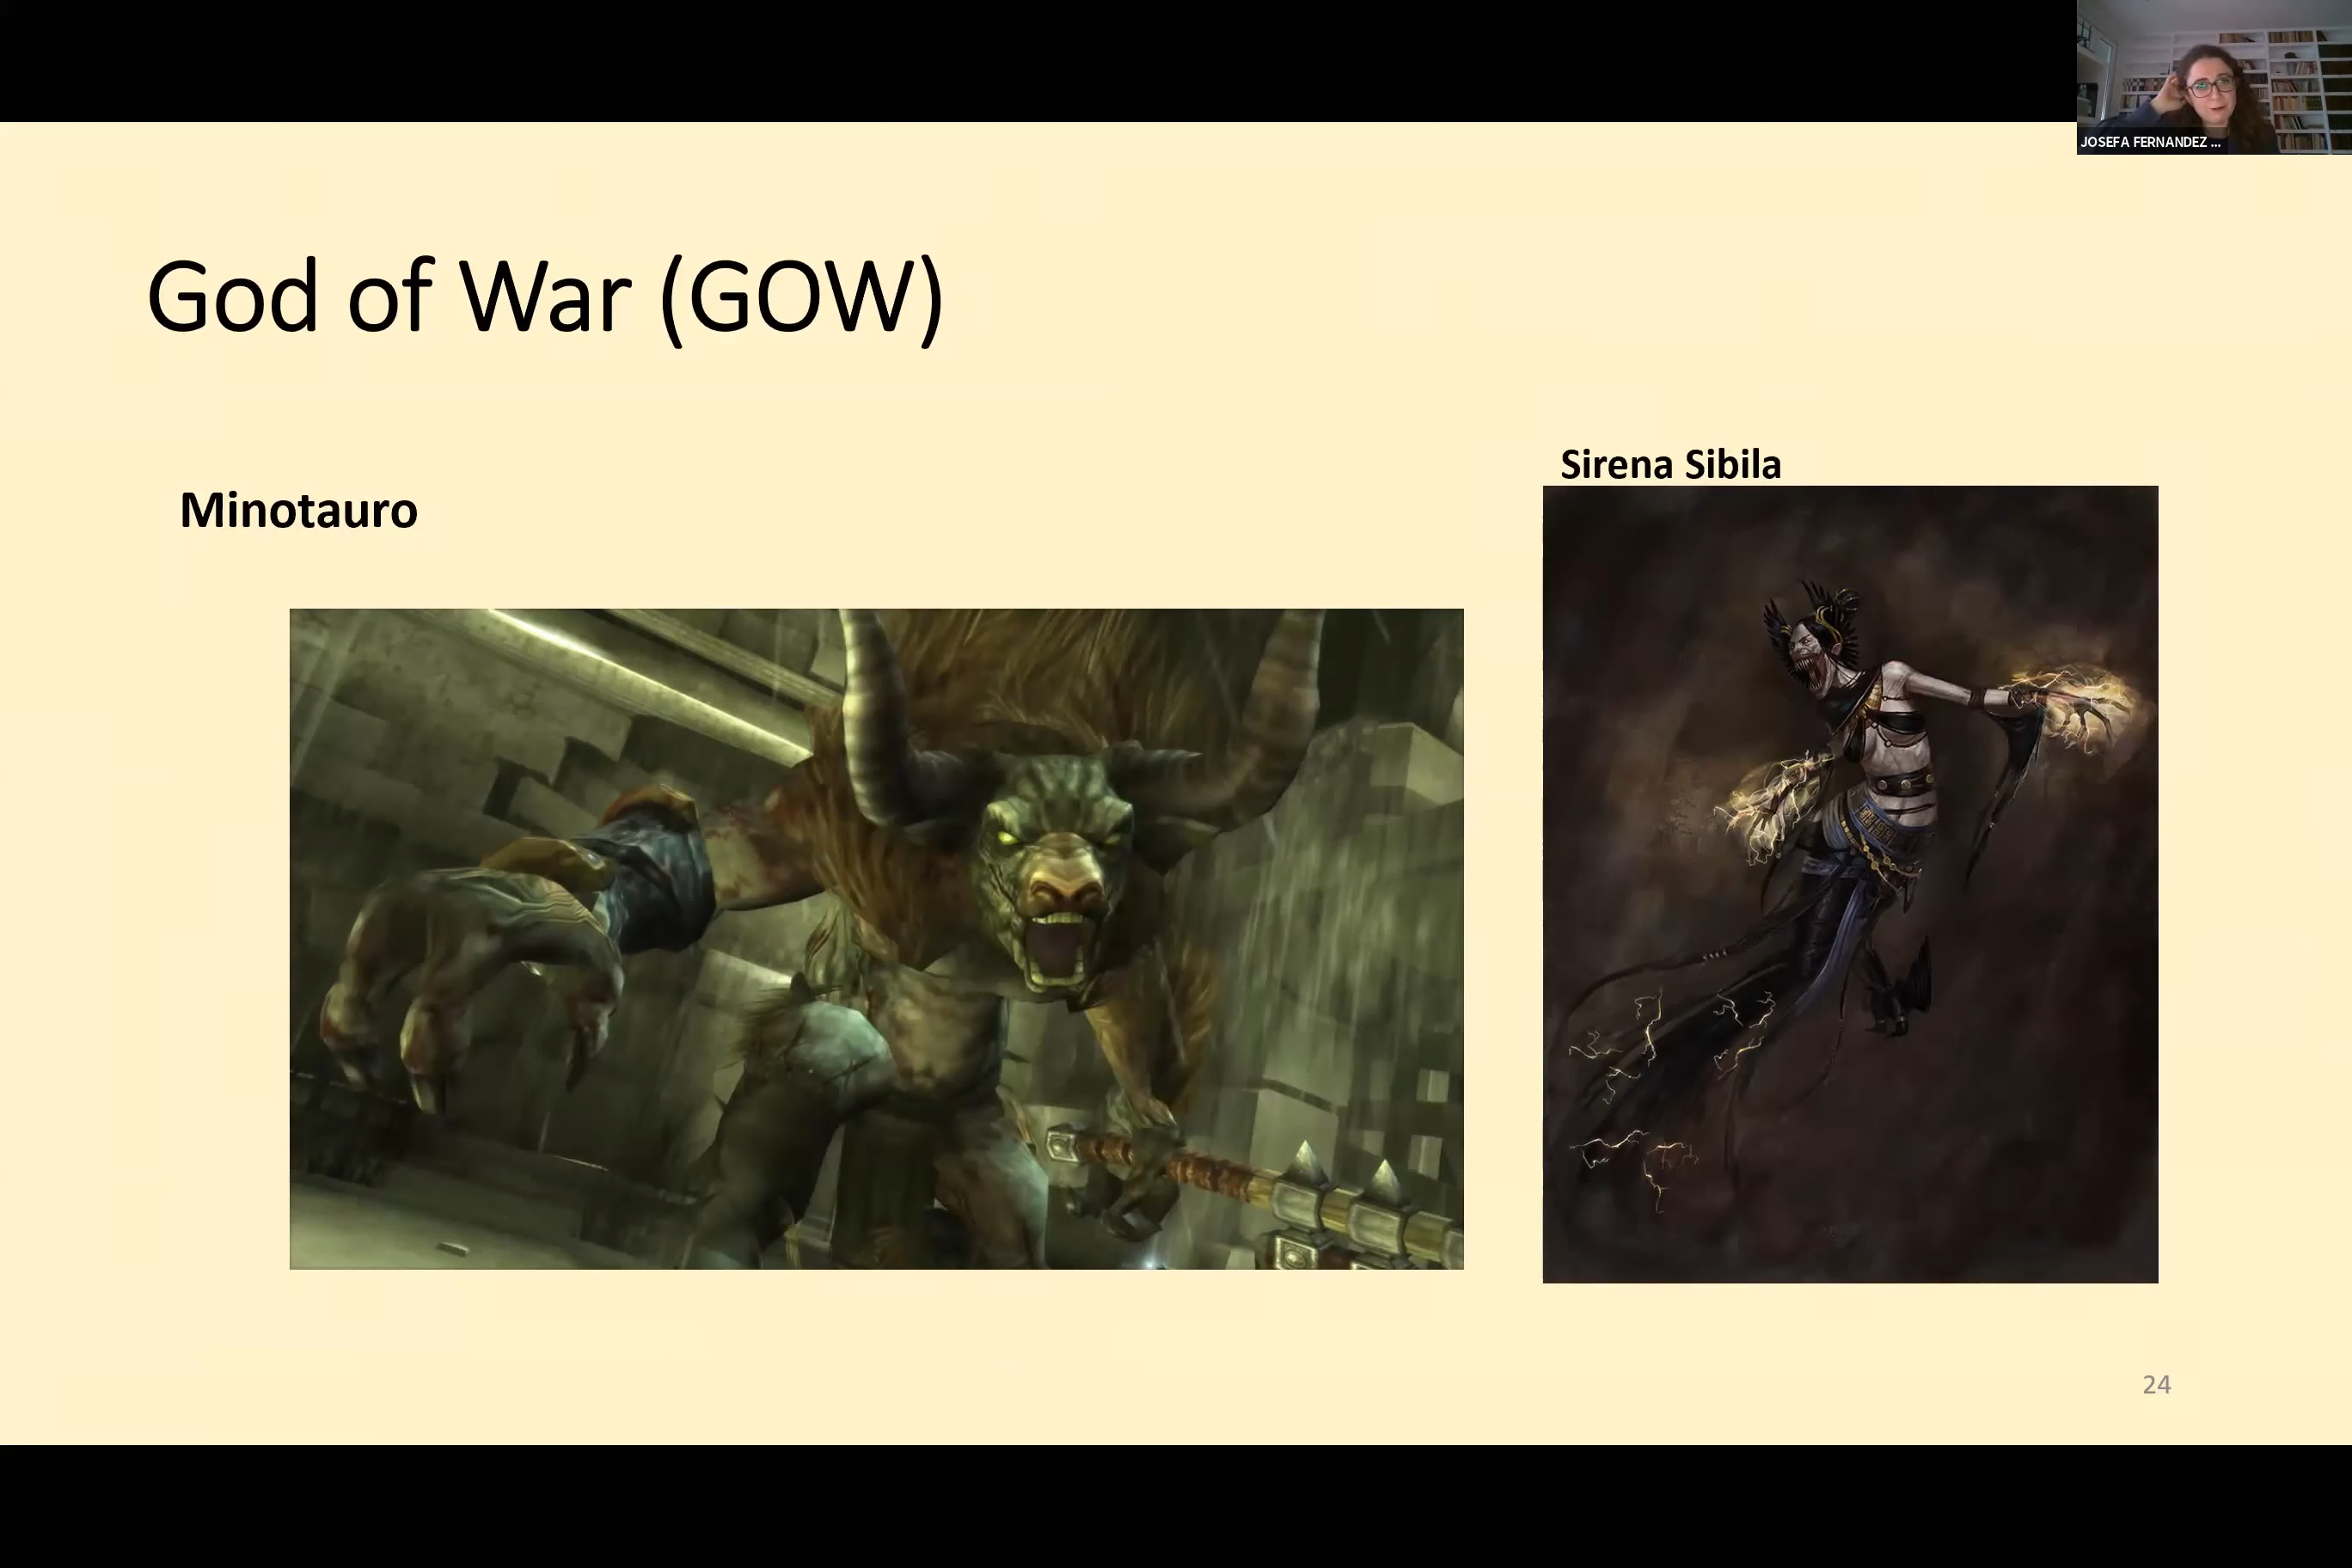 JOSEFA FERNANDEZ ...
God of War (GOW)
Sirena Sibila
Minotauro
24